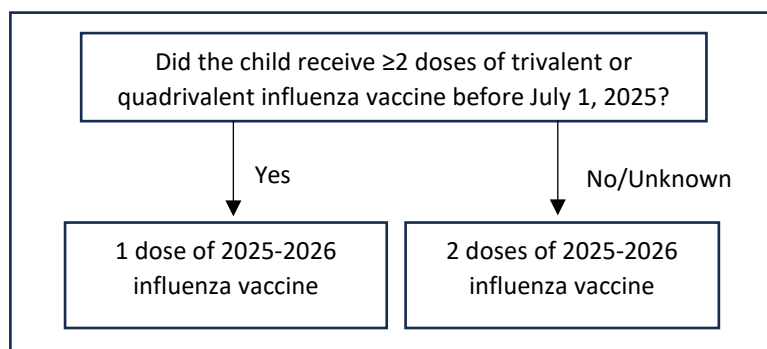 Did the child receive ≥2 doses of trivalent or
quadrivalent influenza vaccine before July 1, 2025?
Yes
No/Unknown
1 dose of 2025-2026
influenza vaccine
2 doses of 2025-2026
influenza vaccine